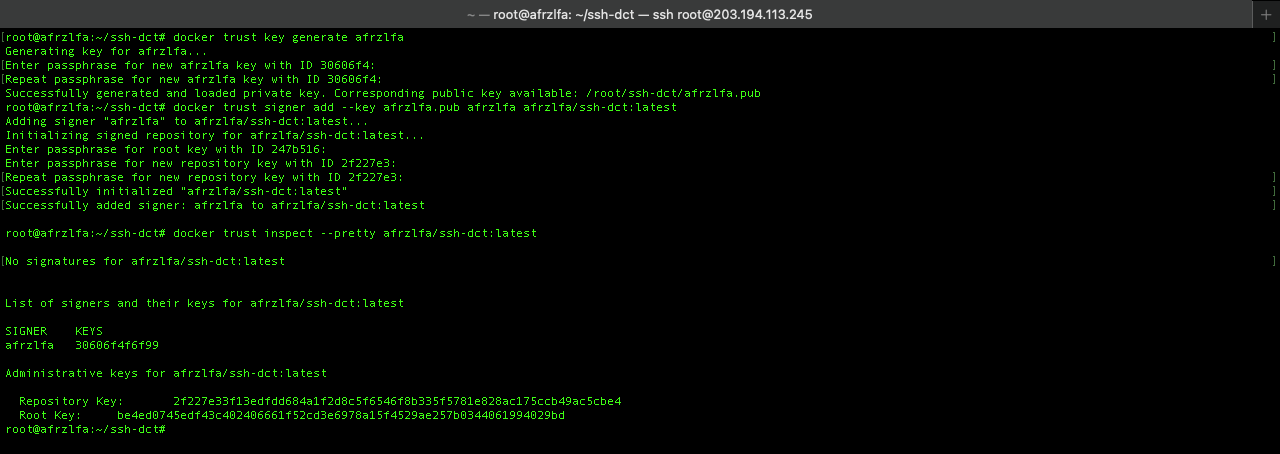 ~ — root@afrzlfa: ~/ssh-dct — ssh root@203.194.113.245
+
[root@afrzlfa:~/ssh-dct# docker trust key generate afrzlfa
Generating key for afrzlfa...
[Enter passphrase for new afrzlfa key with ID 30606f4: ]
[Repeat passphrase for new afrzlfa key with ID 30606f4: ]
Successfully generated and loaded private key. Corresponding public key available: /root/ssh-dct/afrzlfa.pub
root@afrzlfa:~/ssh-dct# docker trust signer add --key afrzlfa.pub afrzlfa afrzlfa/ssh-dct:latest
Adding signer "afrzlfa" to afrzlfa/ssh-dct:latest...
Initializing signed repository for afrzlfa/ssh-dct:latest...
Enter passphrase for root key with ID 247b516:
Enter passphrase for new repository key with ID 2f227e3:
[Repeat passphrase for new repository key with ID 2f227e3: ]
[Successfully initialized "afrzlfa/ssh-dct:latest" ]
[Successfully added signer: afrzlfa to afrzlfa/ssh-dct:latest ]
root@afrzlfa:~/ssh-dct# docker trust inspect --pretty afrzlfa/ssh-dct:latest
[No signatures for afrzlfa/ssh-dct:latest ]
List of signers and their keys for afrzlfa/ssh-dct:latest
SIGNER KEYS
afrzlfa 30606f4f6f99
Administrative keys for afrzlfa/ssh-dct:latest
Repository Key: 2f227e33f13edfdd684a1f2d8c5f6546f8b335f5781e828ac175ccb49ac5cbe4
Root Key: be4ed0745edf43c402406661f52cd3e6978a15f4529ae257b0344061994029bd
root@afrzlfa:~/ssh-dct#